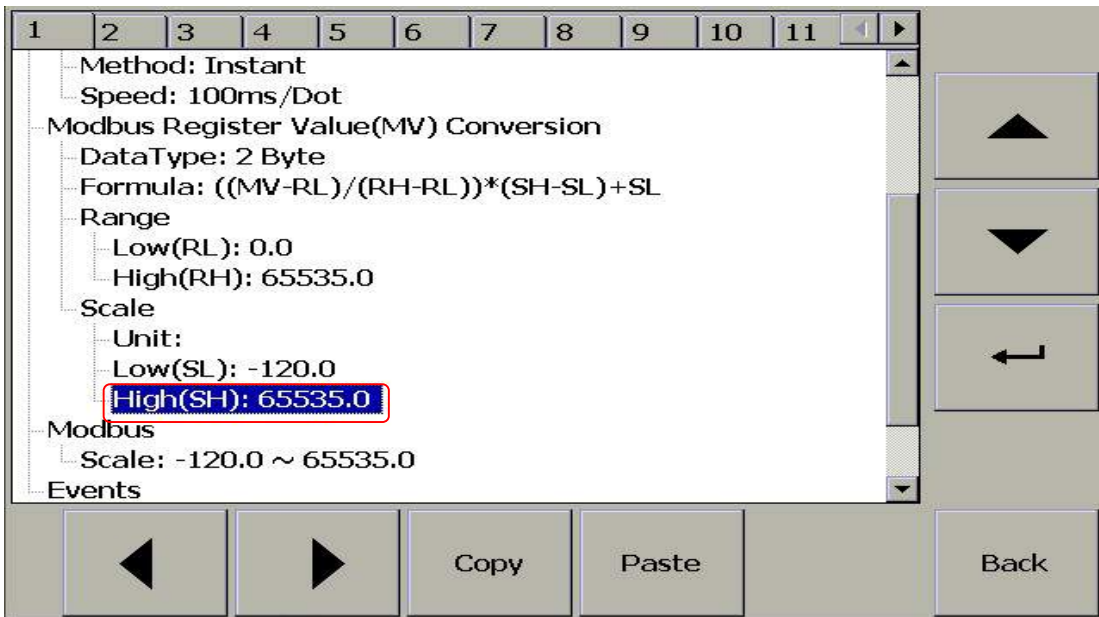 1 2 3 4 5 6 7 8 9 10 11
Method: Instant
Speed: 100ms/Dot
Modbus Register Value(MV) Conversion
DataType: 2 Byte
Formula: ((MV-RL)/(RH-RL))*(SH-SL)+SL
Range
Low(RL): 0.0
High(RH): 65535.0
Scale
Unit:
Low(SL): -120.0
High(SH): 65535.0
Modbus
Scale: -120.0 ~ 65535.0
Events
Copy Paste Back